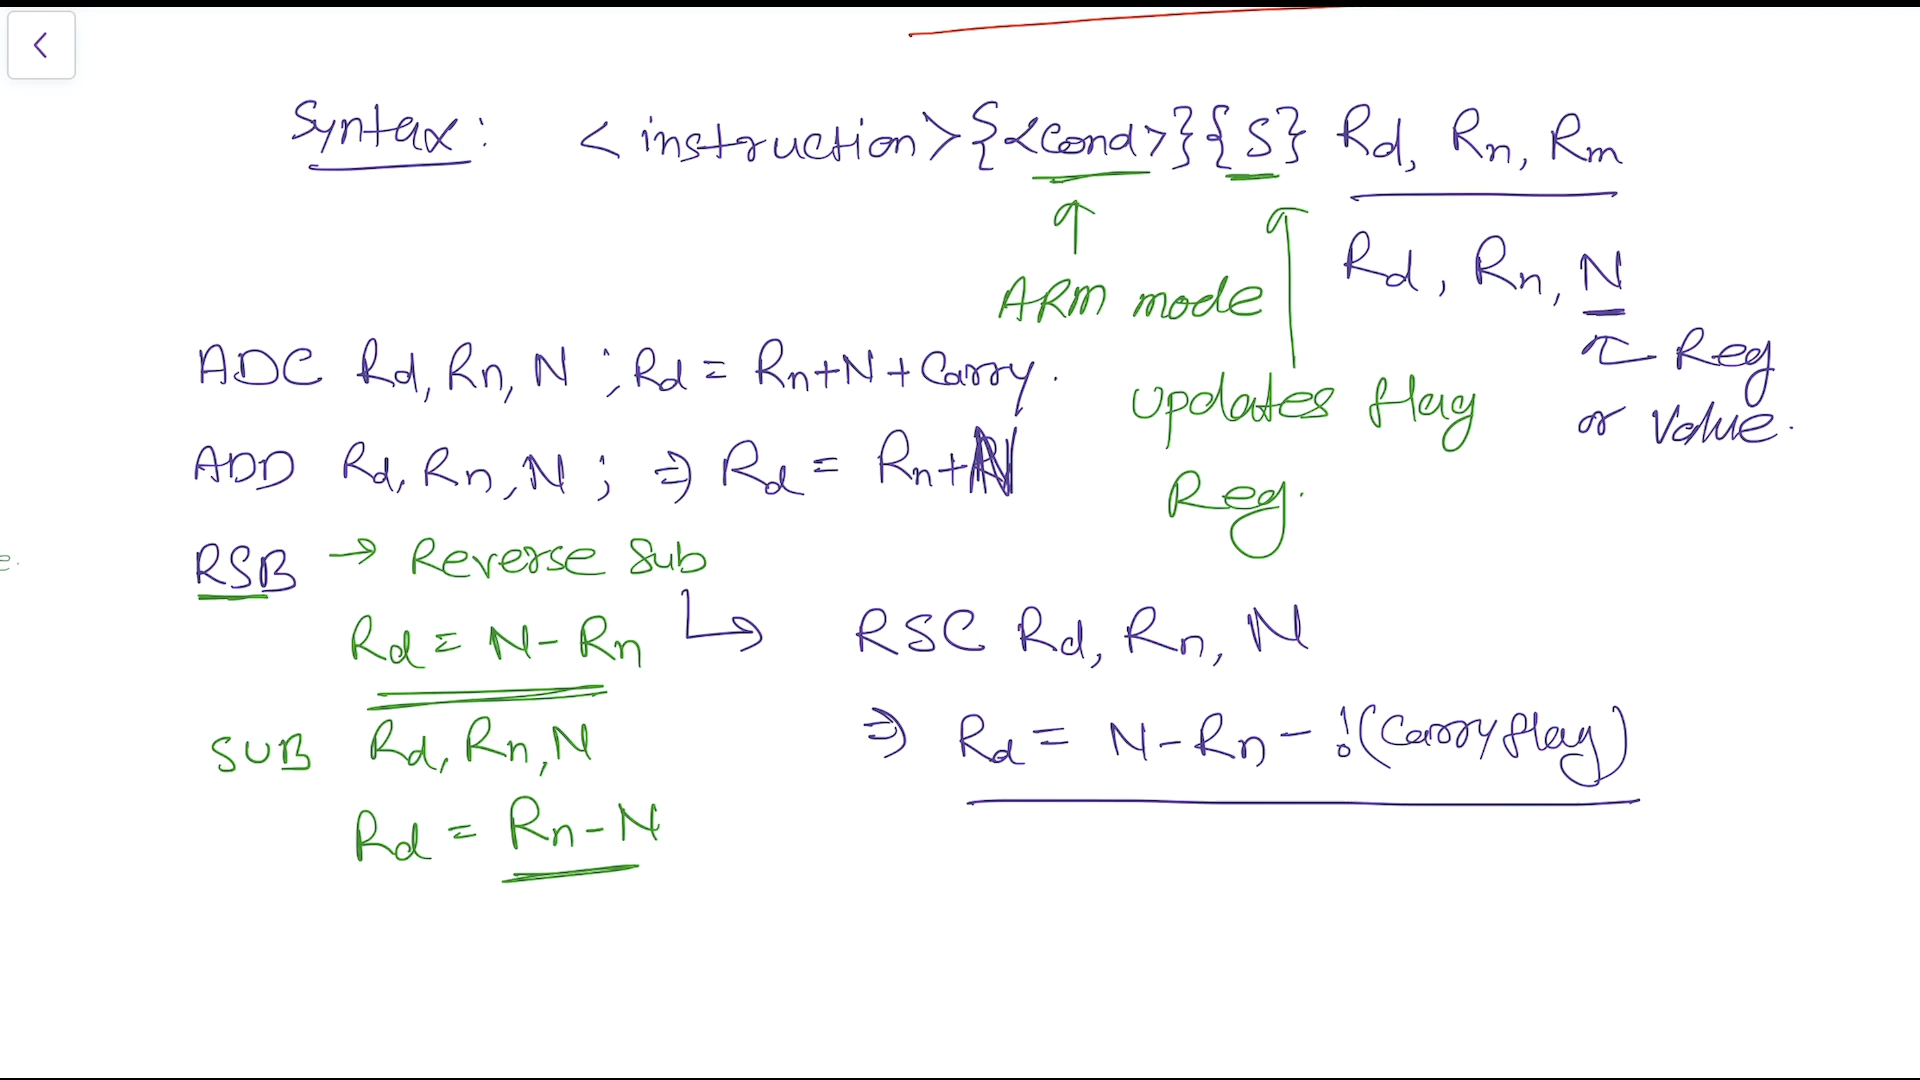 Syntax: <instruction>{<Cond>}{S} Rd, Rn, Rm
Rd, Rn, N
Reg
or Value.
ARM mode
updates flag
Reg.
ADC Rd, Rn, N ; Rd = Rn+N+Carry.
ADD Rd, Rn, N ; ⇒ Rd = Rn+N
RSB → Reverse Sub
Rd = N-Rn
SUB Rd, Rn, N
Rd = Rn-N
RSC Rd, Rn, N
⇒ Rd = N-Rn- !(Carry flag)
e.